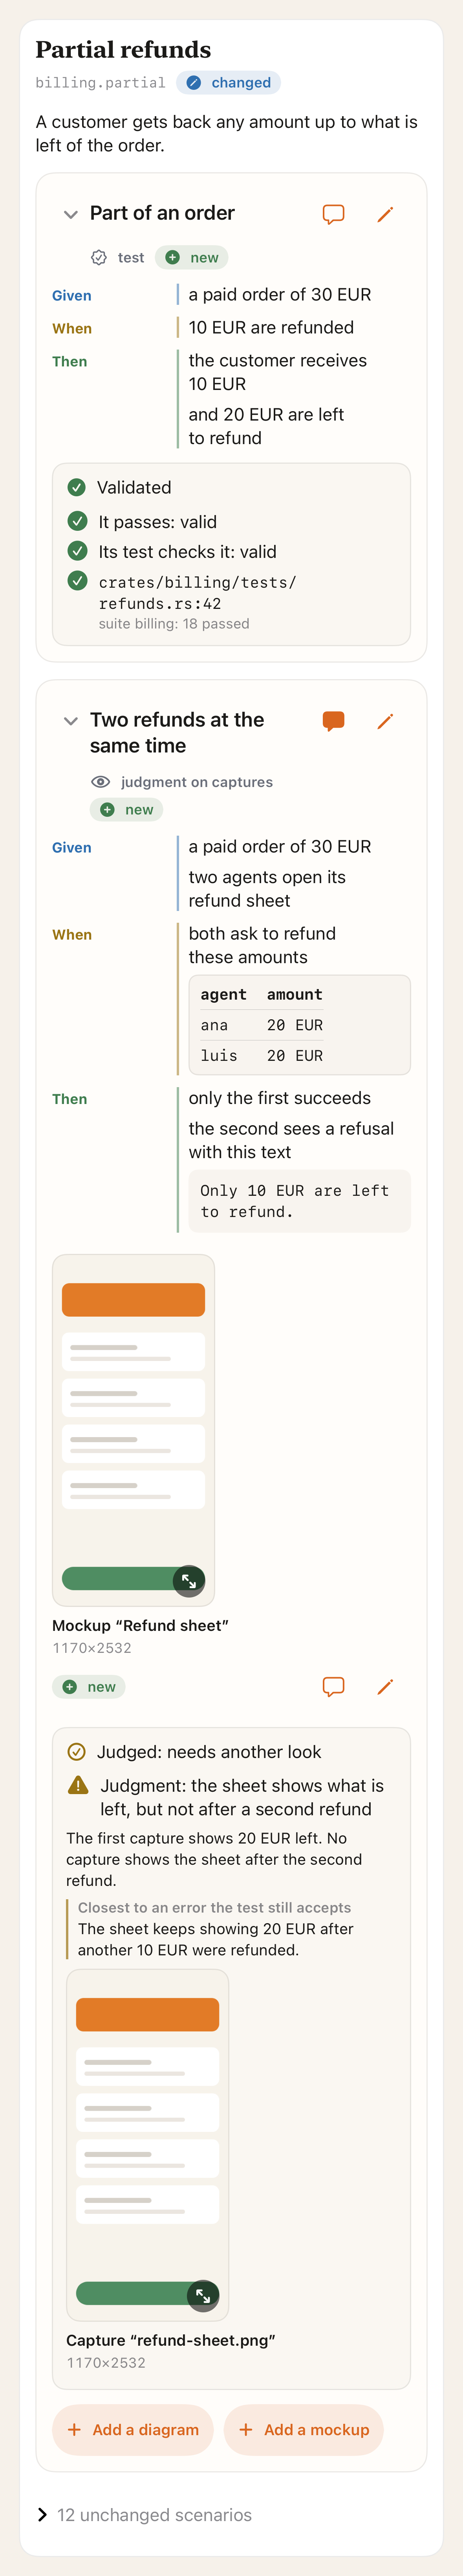 Partial refunds
billing.partial changed
A customer gets back any amount up to what is
left of the order.
Part of an order
test new
Given a paid order of 30 EUR
When 10 EUR are refunded
Then the customer receives
10 EUR
and 20 EUR are left
to refund
Validated
It passes: valid
Its test checks it: valid
crates/billing/tests/
refunds.rs:42
suite billing: 18 passed
Two refunds at the
same time
judgment on captures
new
Given a paid order of 30 EUR
two agents open its
refund sheet
When both ask to refund
these amounts
agent amount
ana 20 EUR
luis 20 EUR
Then only the first succeeds
the second sees a refusal
with this text
Only 10 EUR are left
to refund.
Mockup “Refund sheet”
1170×2532
new
Judged: needs another look
Judgment: the sheet shows what is
left, but not after a second refund
The first capture shows 20 EUR left. No
capture shows the sheet after the second
refund.
Closest to an error the test still accepts
The sheet keeps showing 20 EUR after
another 10 EUR were refunded.
Capture “refund-sheet.png”
1170×2532
Add a diagram Add a mockup
12 unchanged scenarios